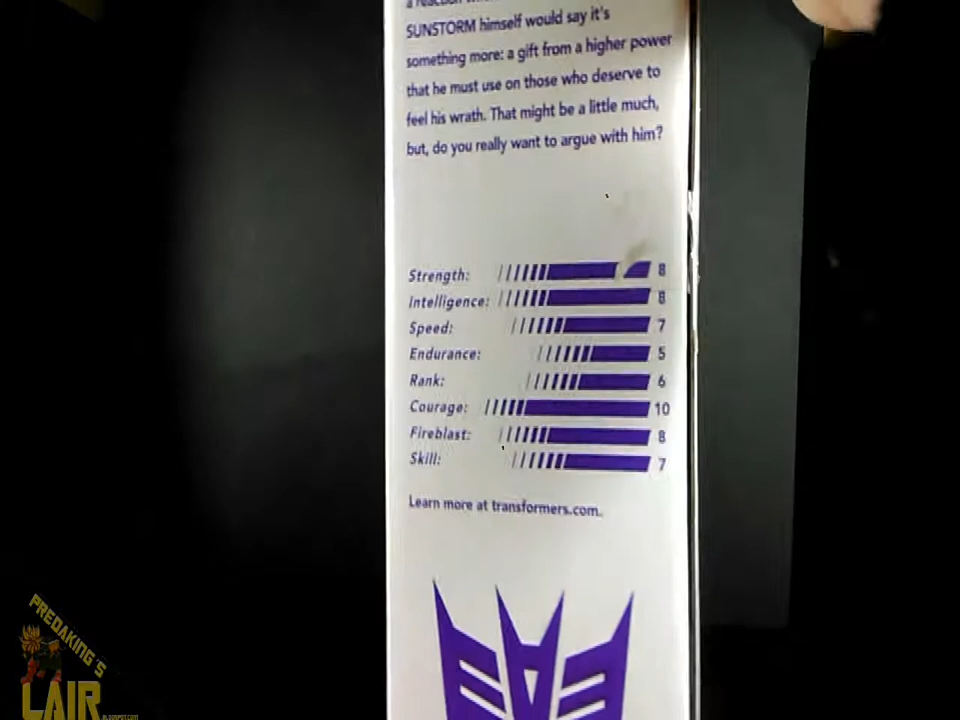 a reaction
SUNSTORM himself would say it's
something more: a gift from a higher power
that he must use on those who deserve to
feel his wrath. That might be a little much,
but, do you really want to argue with him?
Strength: 8
Intelligence: 8
Speed: 7
Endurance: 5
Rank: 6
Courage: 10
Fireblast: 8
Skill: 7
Learn more at transformers.com.
PREDAKING'S
LAIR
.BLOGSPOT.COM